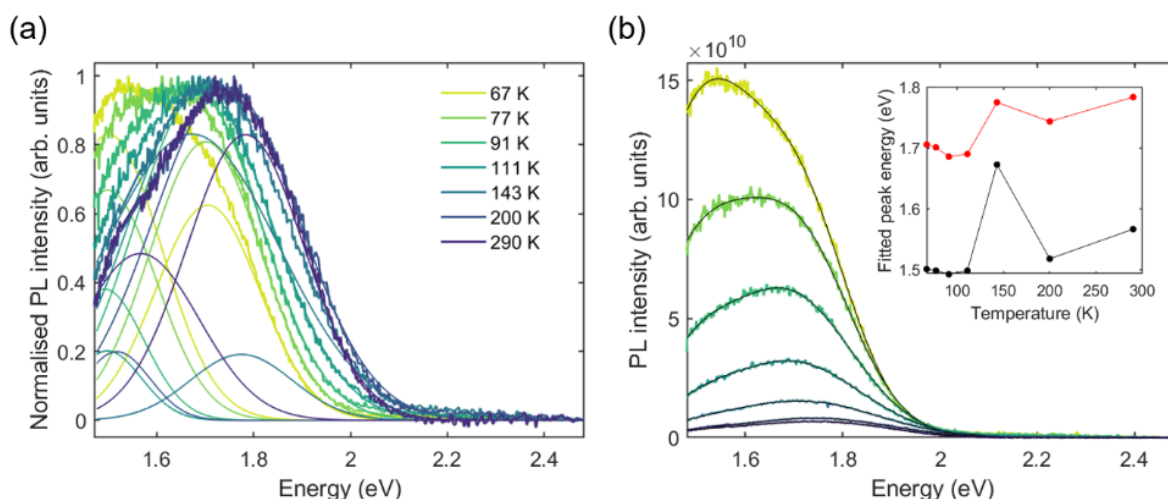 (a)
Normalised PL intensity (arb. units)
1
0.8
0.6
0.4
0.2
0
67 K
77 K
91 K
111 K
143 K
200 K
290 K
1.6
1.8
2
2.2
2.4
Energy (eV)
(b)
×10¹⁰
PL intensity (arb. units)
15
10
5
0
1.6
1.8
2
2.2
2.4
Energy (eV)
Fitted peak energy (eV)
1.8
1.7
1.6
1.5
100
150
200
250
300
Temperature (K)